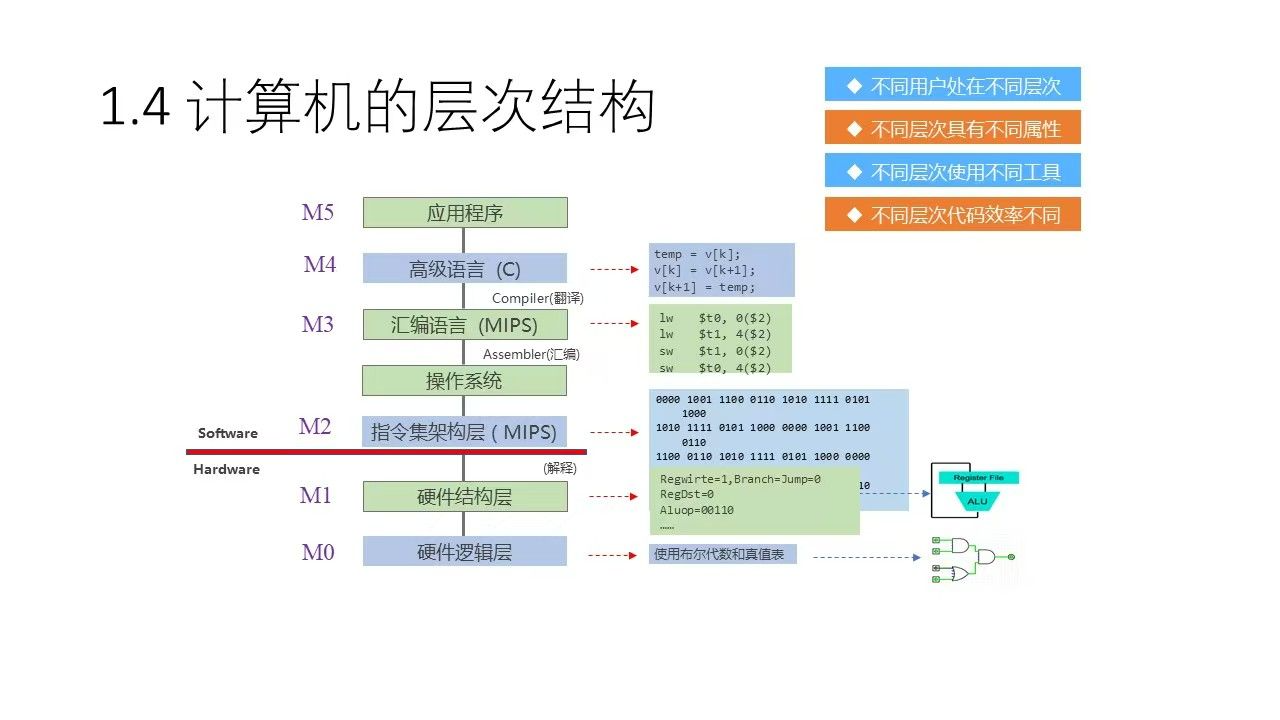 1.4 计算机的层次结构
◆ 不同用户处在不同层次
◆ 不同层次具有不同属性
◆ 不同层次使用不同工具
◆ 不同层次代码效率不同
M5
应用程序
M4
高级语言 (C)
temp = v[k];
v[k] = v[k+1];
v[k+1] = temp;
Compiler(翻译)
M3
汇编语言 (MIPS)
lw $t0, 0($2)
lw $t1, 4($2)
sw $t1, 0($2)
sw $t0, 4($2)
Assembler(汇编)
操作系统
Software
M2
指令集架构层 ( MIPS)
0000 1001 1100 0110 1010 1111 0101
1000
1010 1111 0101 1000 0000 1001 1100
0110
1100 0110 1010 1111 0101 1000 0000
10
Hardware
(解释)
M1
硬件结构层
Regwirte=1,Branch=Jump=0
RegDst=0
Aluop=00110
……
Register File
ALU
M0
硬件逻辑层
使用布尔代数和真值表